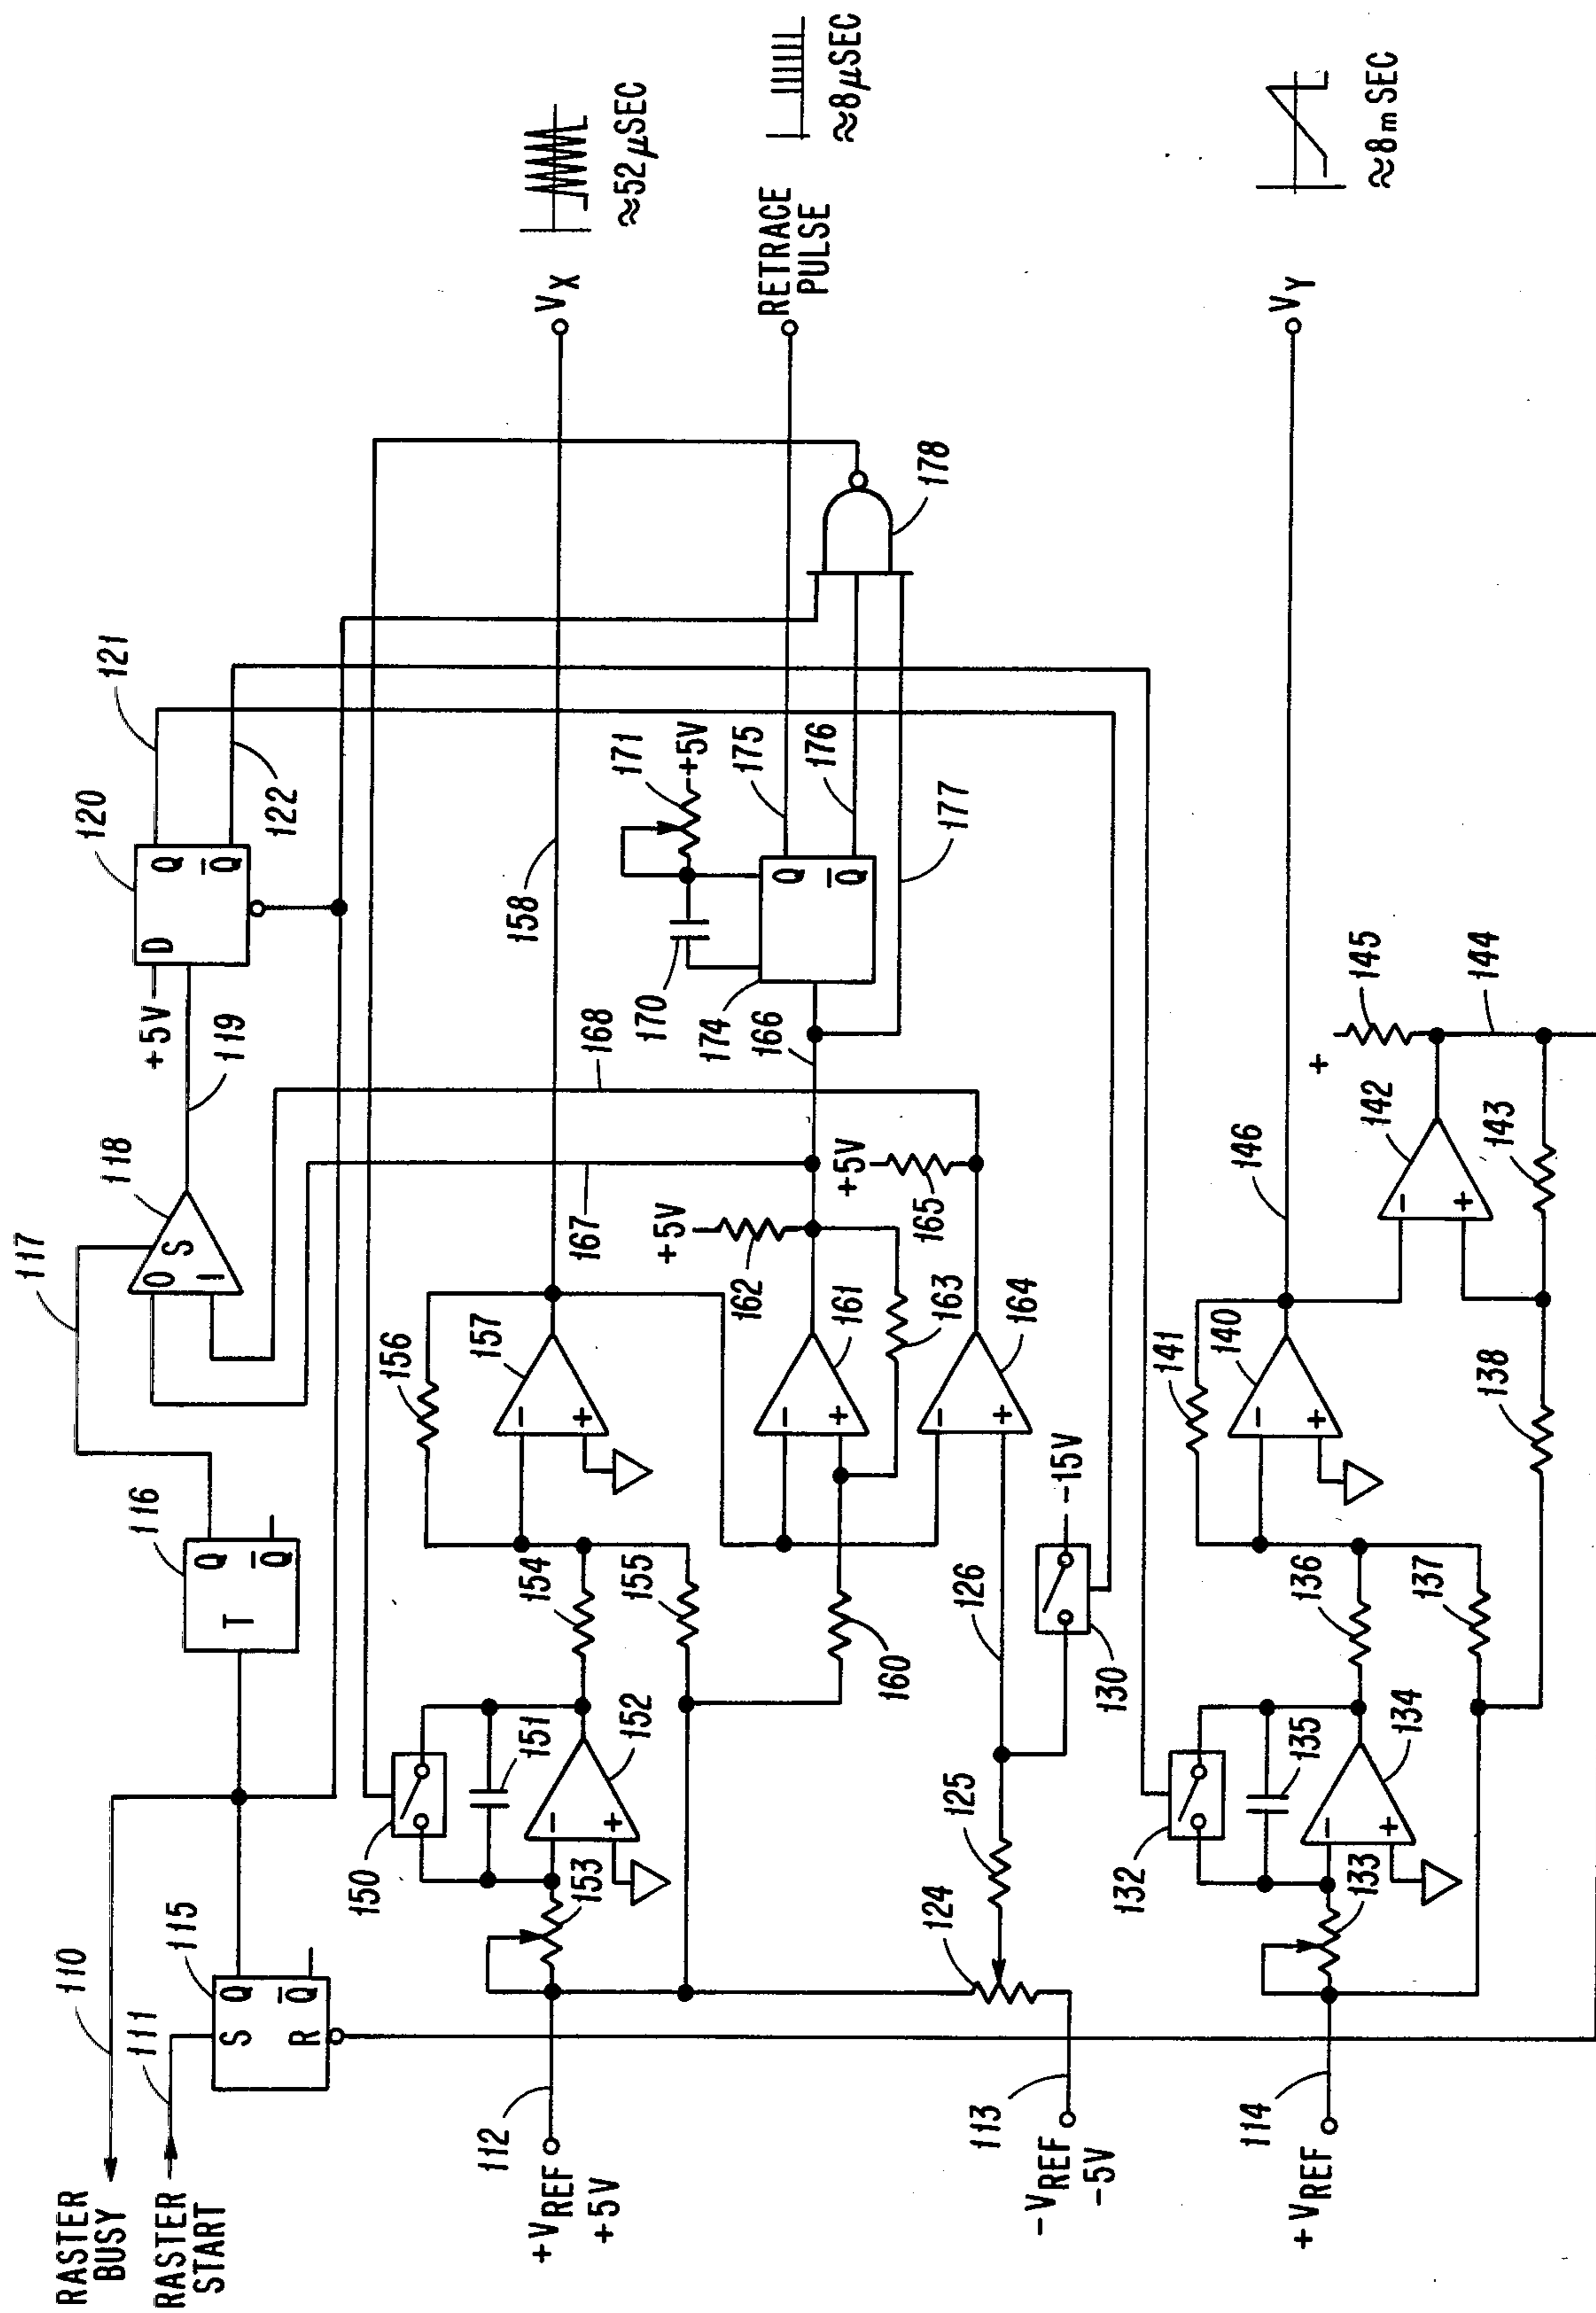 RASTER
BUSY
110
RASTER
START
111
S
Q
R
Q̅
115
116
T
Q
Q̅
117
118
O
S
I
119
+5V
120
D
Q
Q̅
121
122
112
+VREF
+5V
150
151
152
153
−
+
154
155
156
157
−
+
158
VX
≈52μSEC
160
161
−
+
162
+5V
163
164
−
+
165
+5V
166
167
168
170
171
+5V
174
Q
Q̅
175
176
177
178
RETRACE
PULSE
≈8μSEC
113
−VREF
−5V
124
125
126
130
−15V
114
+VREF
132
133
134
−
+
135
136
137
138
140
−
+
141
142
−
+
143
144
145
+
146
VY
≈8mSEC